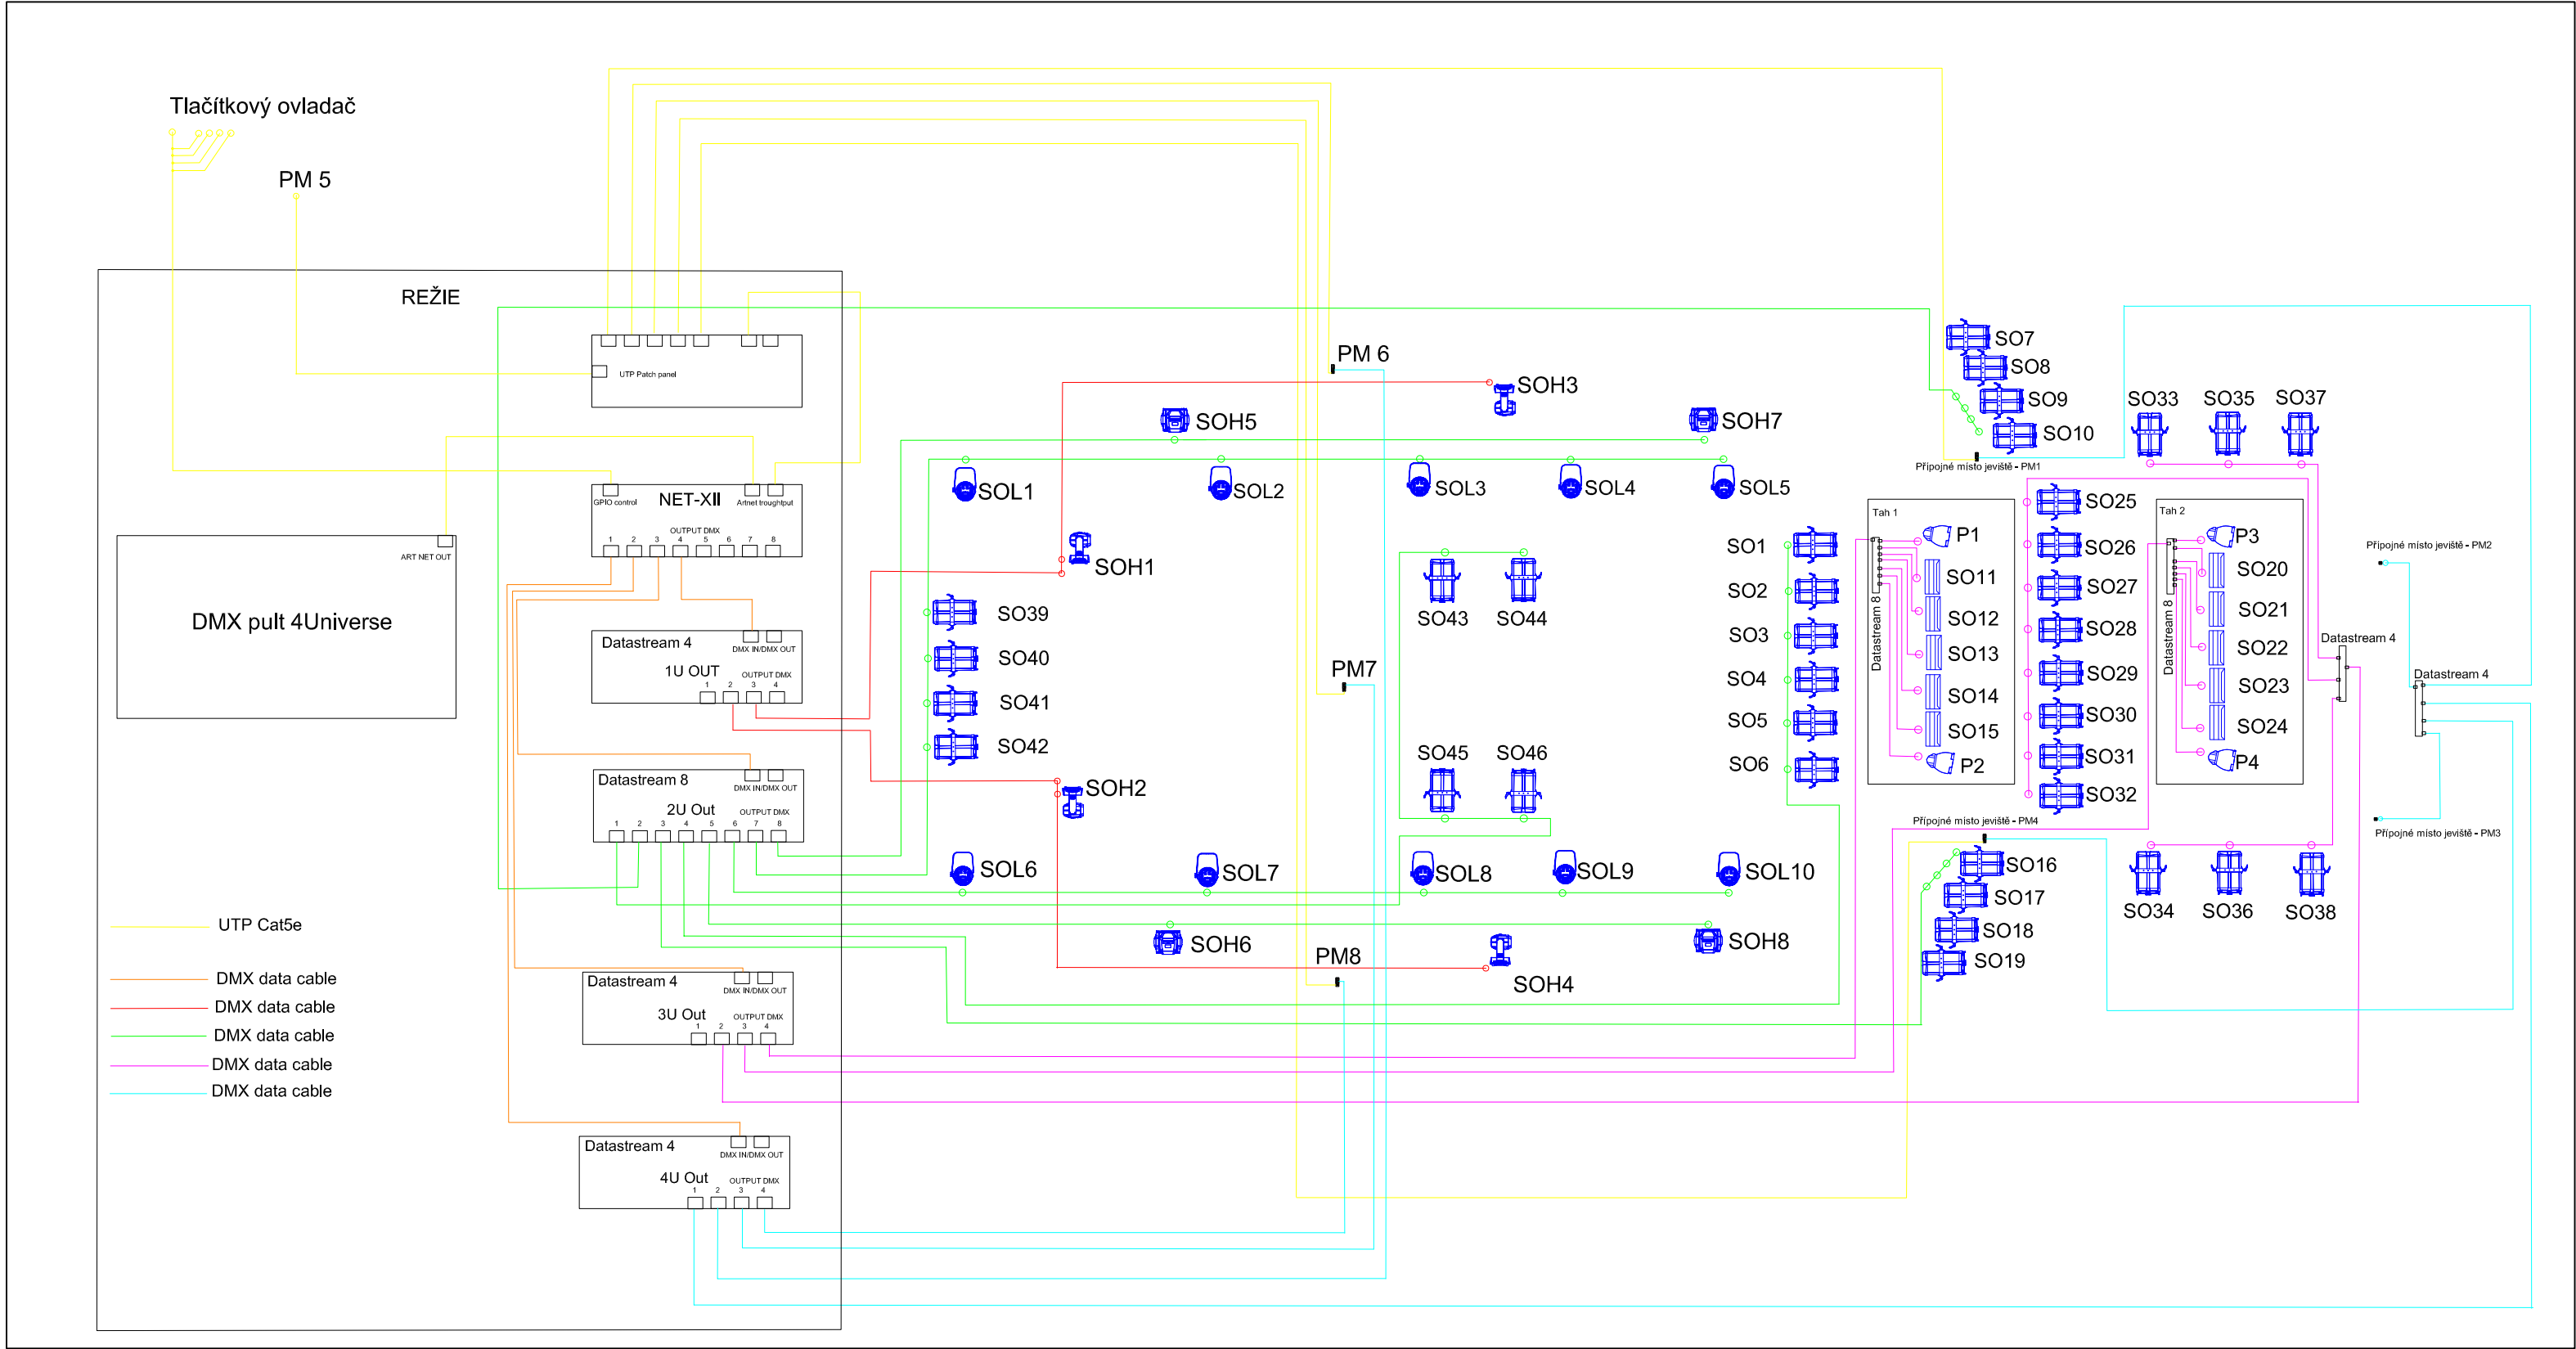 Tlačítkový ovladač
PM 5
REŽIE
UTP Patch panel
GPIO control
NET-XII
Artnet troughtput
OUTPUT DMX
1 2 3 4 5 6 7 8
ART NET OUT
DMX pult 4Universe
Datastream 4
DMX IN/DMX OUT
1U OUT
OUTPUT DMX
1 2 3 4
Datastream 8
DMX IN/DMX OUT
2U Out
OUTPUT DMX
1 2 3 4 5 6 7 8
Datastream 4
DMX IN/DMX OUT
3U Out
OUTPUT DMX
1 2 3 4
Datastream 4
DMX IN/DMX OUT
4U Out
OUTPUT DMX
1 2 3 4
UTP Cat5e
DMX data cable
DMX data cable
DMX data cable
DMX data cable
DMX data cable
PM 6
SOH3
SOH5
SOH7
SOL1
SOL2
SOL3
SOL4
SOL5
SOH1
SO39
SO40
SO41
SO42
SOH2
PM7
SO43
SO44
SO45
SO46
SOL6
SOL7
SOL8
SOL9
SOL10
SOH6
SOH8
PM8
SOH4
SO1
SO2
SO3
SO4
SO5
SO6
SO7
SO8
SO9
SO10
Přípojné místo jeviště - PM1
Tah 1
Datastream 8
P1
SO11
SO12
SO13
SO14
SO15
P2
SO25
SO26
SO27
SO28
SO29
SO30
SO31
SO32
Přípojné místo jeviště - PM4
SO16
SO17
SO18
SO19
SO33
SO35
SO37
Tah 2
Datastream 8
P3
SO20
SO21
SO22
SO23
SO24
P4
SO34
SO36
SO38
Přípojné místo jeviště - PM2
Datastream 4
Datastream 4
Přípojné místo jeviště - PM3